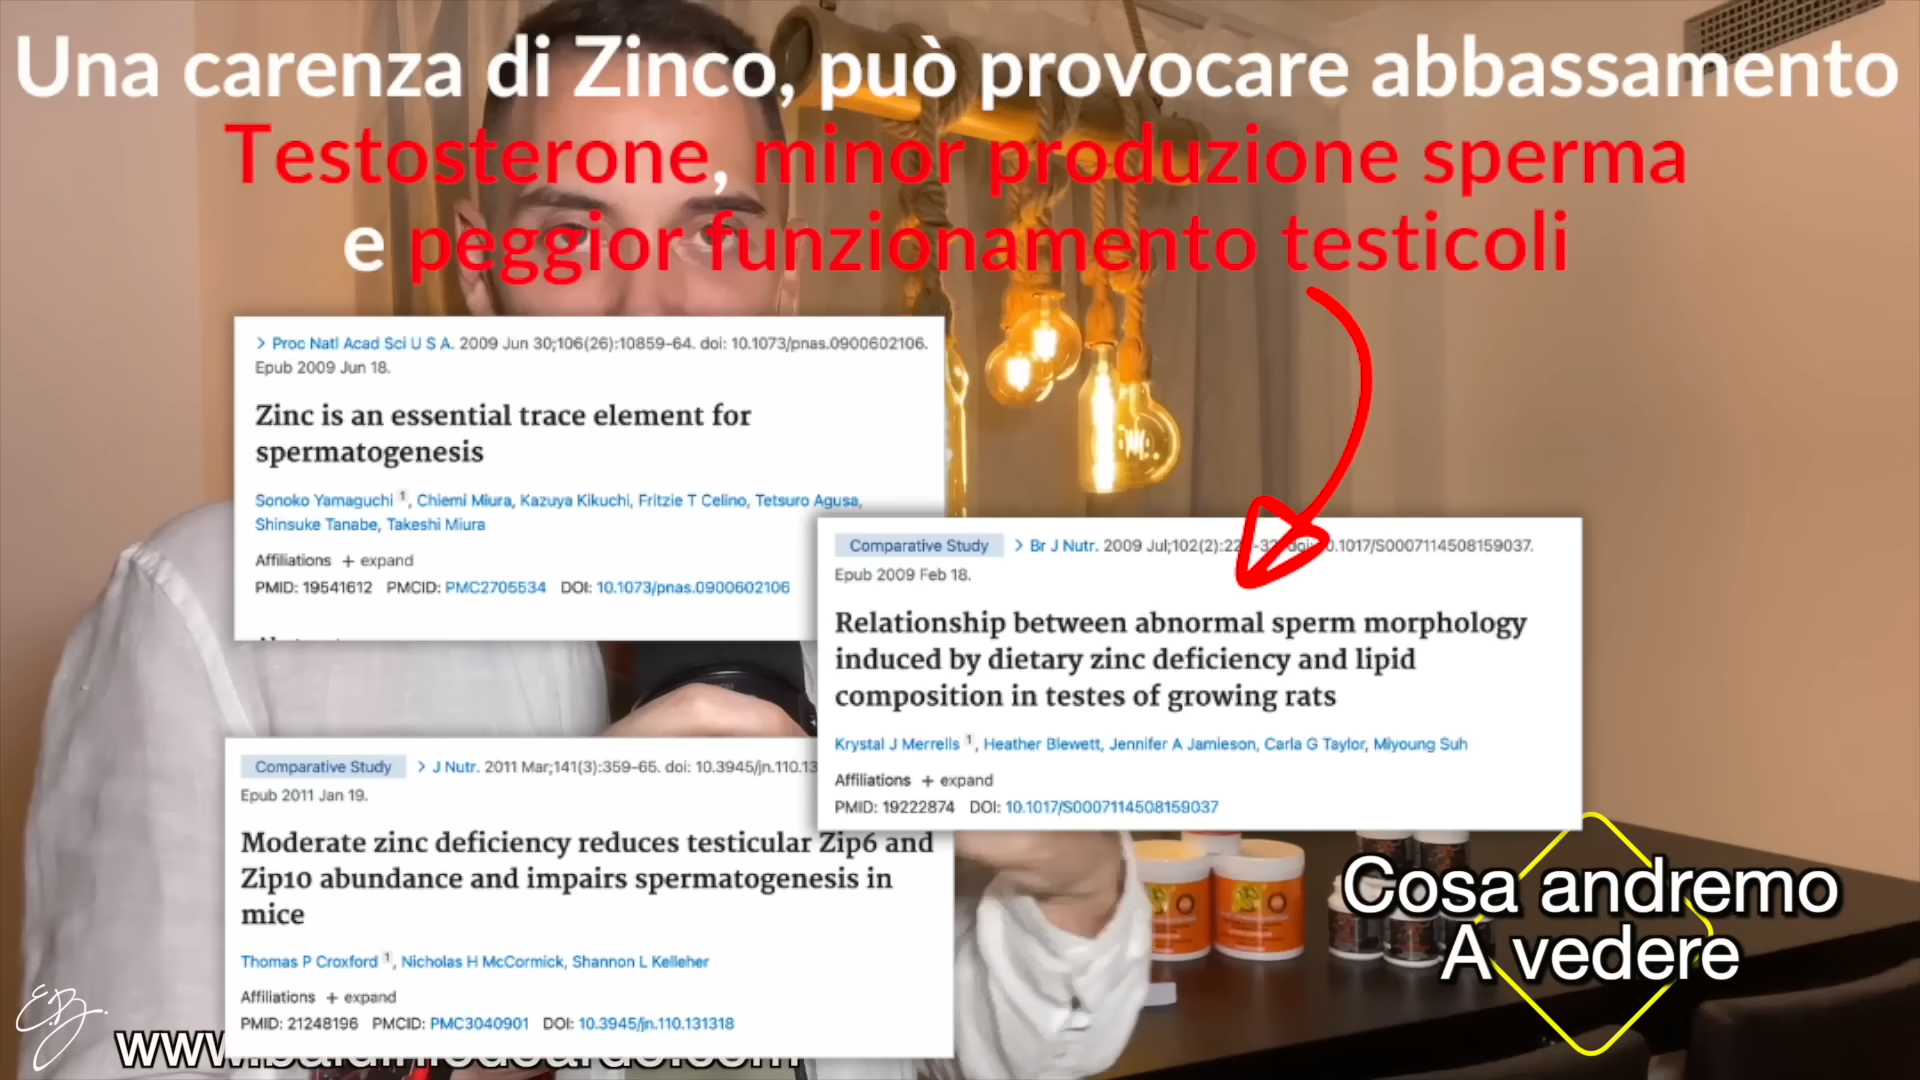 Una carenza di Zinco, può provocare abbassamento
Testosterone, minor produzione sperma
e peggior funzionamento testicoli
> Proc Natl Acad Sci U S A. 2009 Jun 30;106(26):10859-64. doi: 10.1073/pnas.0900602106.
Epub 2009 Jun 18.
Zinc is an essential trace element for
spermatogenesis
Sonoko Yamaguchi 1, Chiemi Miura, Kazuya Kikuchi, Fritzie T Celino, Tetsuro Agusa,
Shinsuke Tanabe, Takeshi Miura
Affiliations + expand
PMID: 19541612 PMCID: PMC2705534 DOI: 10.1073/pnas.0900602106
Comparative Study > Br J Nutr. 2009 Jul;102(2):22 doi: 0.1017/S0007114508159037.
Epub 2009 Feb 18.
Relationship between abnormal sperm morphology
induced by dietary zinc deficiency and lipid
composition in testes of growing rats
Krystal J Merrells 1, Heather Blewett, Jennifer A Jamieson, Carla G Taylor, Miyoung Suh
Affiliations + expand
PMID: 19222874 DOI: 10.1017/S0007114508159037
Comparative Study > J Nutr. 2011 Mar;141(3):359-65. doi: 10.3945/jn.110.13
Epub 2011 Jan 19.
Moderate zinc deficiency reduces testicular Zip6 and
Zip10 abundance and impairs spermatogenesis in
mice
Thomas P Croxford 1, Nicholas H McCormick, Shannon L Kelleher
Affiliations + expand
PMID: 21248196 PMCID: PMC3040901 DOI: 10.3945/jn.110.131318
Cosa andremo
A vedere
E.B.